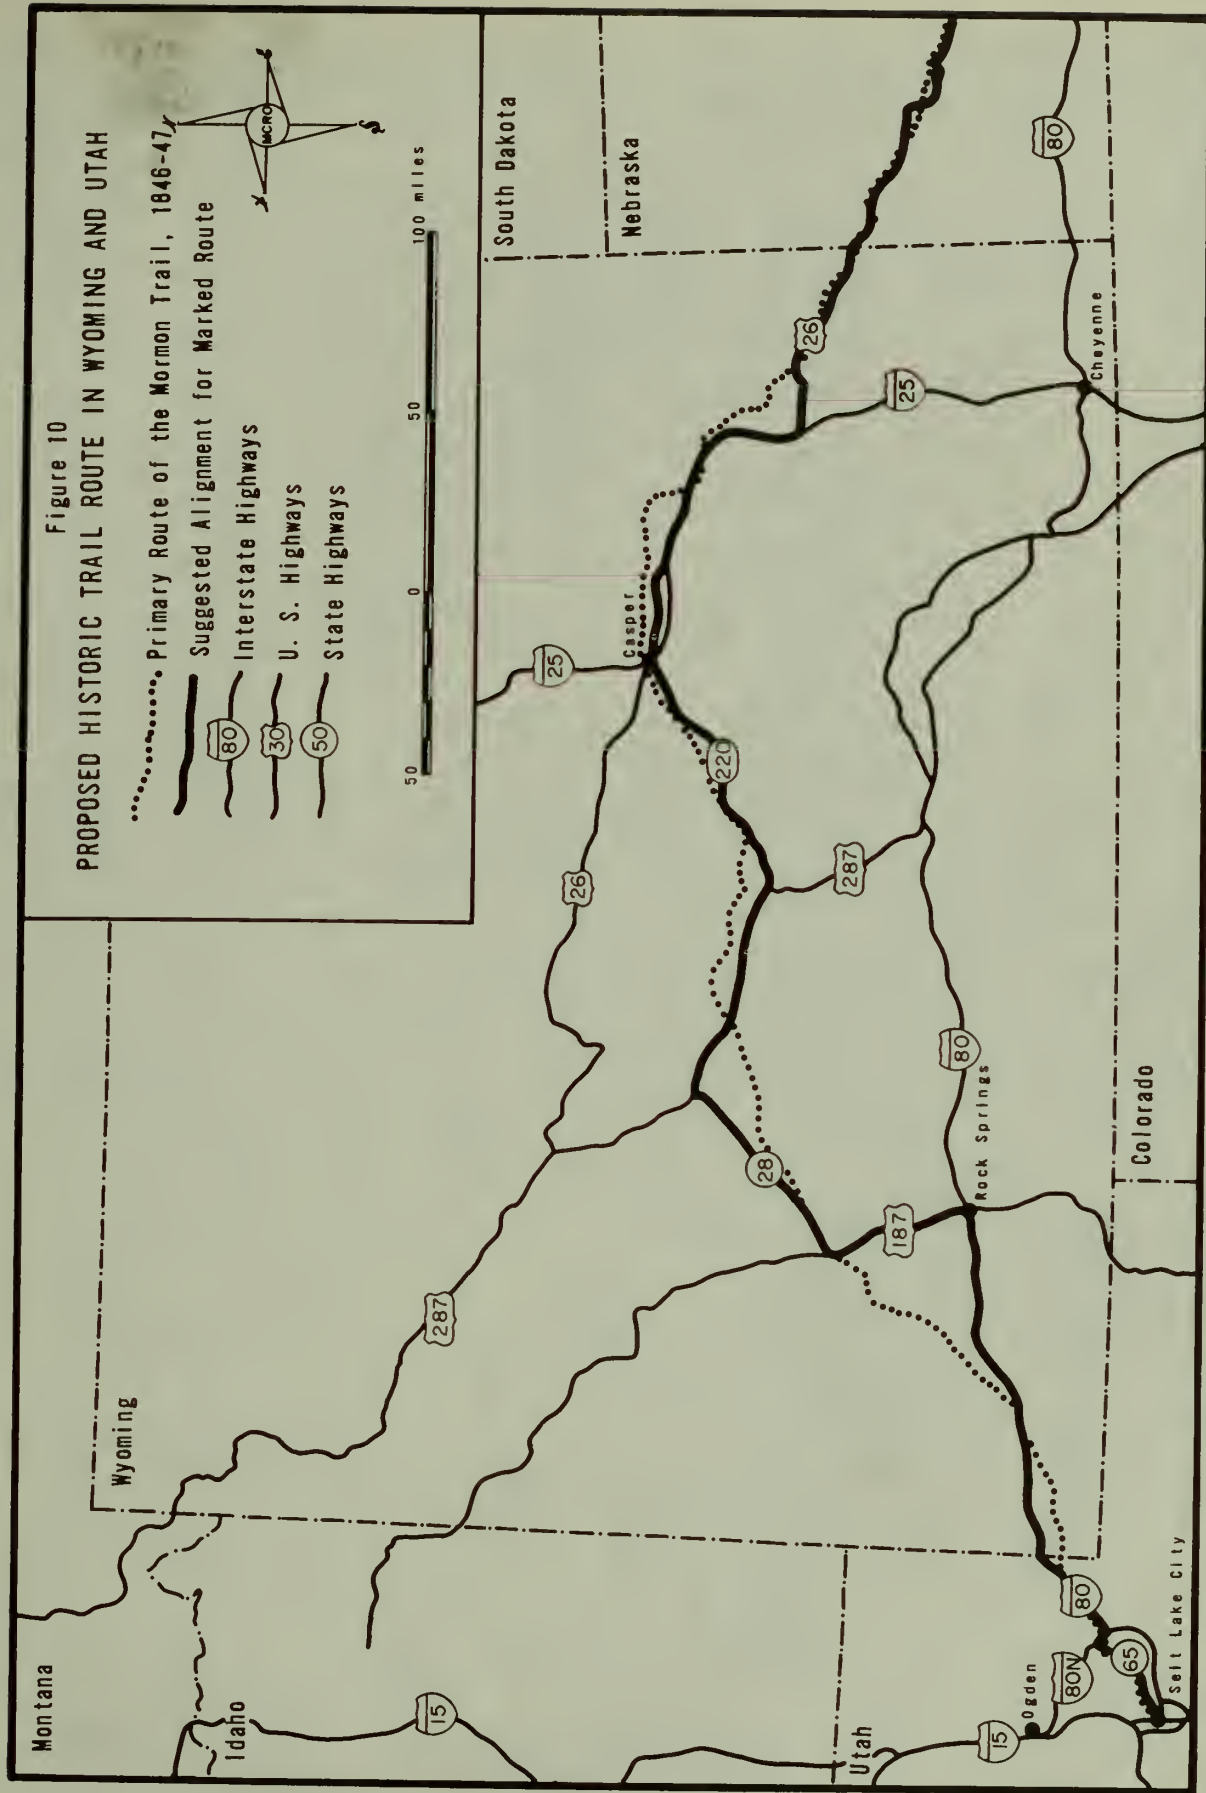 Figure 10
PROPOSED HISTORIC TRAIL ROUTE IN WYOMING AND UTAH
Primary Route of the Mormon Trail, 1846-47
Suggested Alignment for Marked Route
80 Interstate Highways
30 U. S. Highways
50 State Highways
MCRO
S
50 0 50 100 miles
Montana
Idaho
Wyoming
South Dakota
Nebraska
Colorado
Utah
15
287
26
25
Casper
26
220
287
28
187
25
80
Rock Springs
80
Cheyenne
80
80N
65
15
Ogden
Selt Lake City